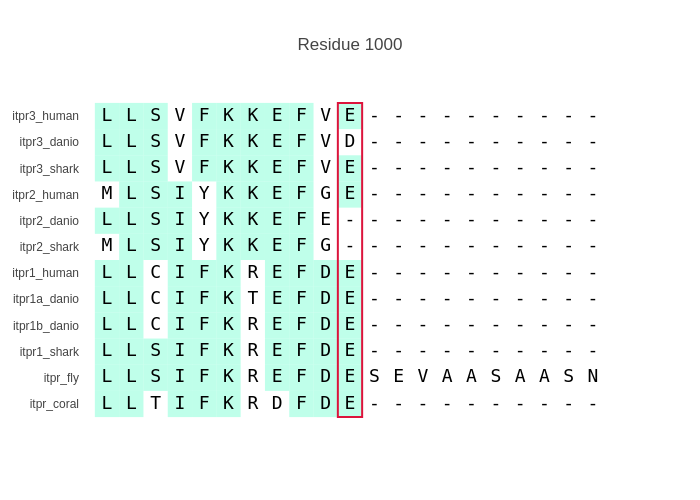 Residue 1000
itpr3_human L L S V F K K E F V E - - - - - - - - - -
itpr3_danio L L S V F K K E F V D - - - - - - - - - -
itpr3_shark L L S V F K K E F V E - - - - - - - - - -
itpr2_human M L S I Y K K E F G E - - - - - - - - - -
itpr2_danio L L S I Y K K E F E - - - - - - - - - - -
itpr2_shark M L S I Y K K E F G - - - - - - - - - - -
itpr1_human L L C I F K R E F D E - - - - - - - - - -
itpr1a_danio L L C I F K T E F D E - - - - - - - - - -
itpr1b_danio L L C I F K R E F D E - - - - - - - - - -
itpr1_shark L L S I F K R E F D E - - - - - - - - - -
itpr_fly L L S I F K R E F D E S E V A A S A A S N
itpr_coral L L T I F K R D F D E - - - - - - - - - -